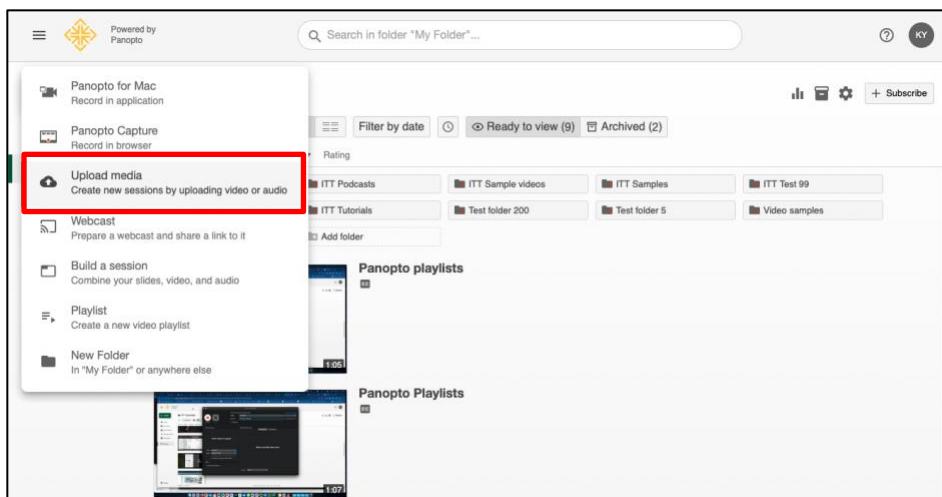 Powered by
Panopto
Search in folder "My Folder"...
KY
Panopto for Mac
Record in application
Panopto Capture
Record in browser
Upload media
Create new sessions by uploading video or audio
Webcast
Prepare a webcast and share a link to it
Build a session
Combine your slides, video, and audio
Playlist
Create a new video playlist
New Folder
In "My Folder" or anywhere else
+ Subscribe
Filter by date
Ready to view (9)
Archived (2)
Rating
ITT Podcasts
ITT Sample videos
ITT Samples
ITT Test 99
ITT Tutorials
Test folder 200
Test folder 5
Video samples
Add folder
Panopto playlists
1:05
Panopto Playlists
1:07